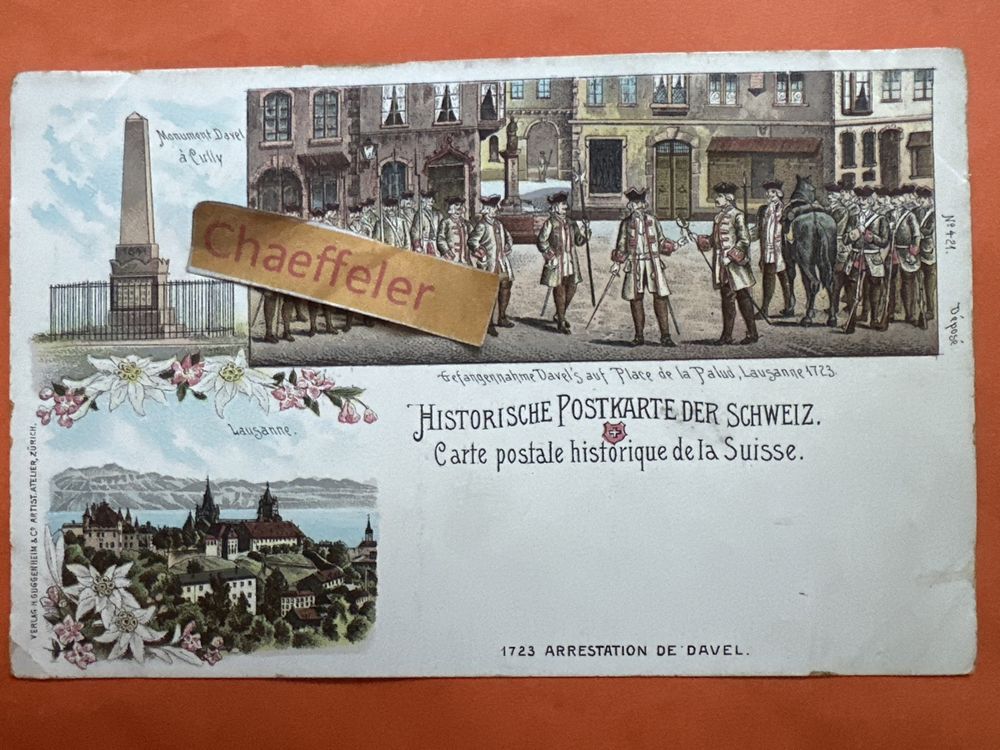 Monument Davel
à Cully
Chaeffeler
Nº 421.
Déposé
Gefangennahme Davel's auf Place de la Palud, Lausanne 1723.
HISTORISCHE POSTKARTE DER SCHWEIZ.
Carte postale historique de la Suisse.
Lausanne.
VERLAG H. GUGGENHEIM & Cº ARTIST. ATELIER, ZÜRICH.
1723 ARRESTATION DE DAVEL.